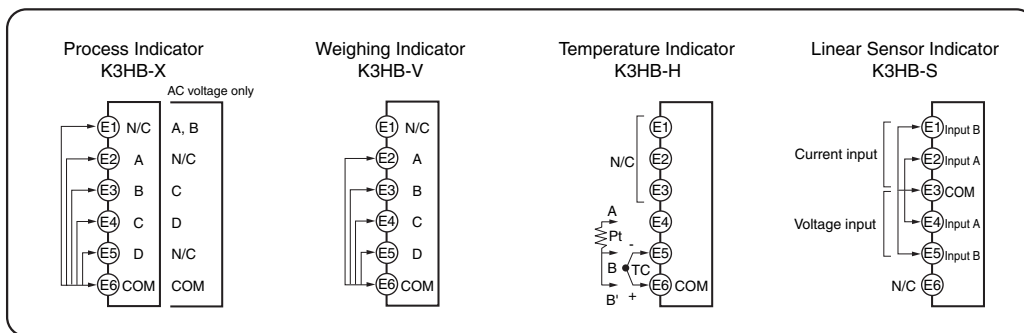 Process Indicator
K3HB-X
AC voltage only
E1 N/C A, B
E2 A N/C
E3 B C
E4 C D
E5 D N/C
E6 COM COM
Weighing Indicator
K3HB-V
E1 N/C
E2 A
E3 B
E4 C
E5 D
E6 COM
Temperature Indicator
K3HB-H
E1
N/C E2
E3
A E4
Pt
- E5
B TC
B' + E6 COM
Linear Sensor Indicator
K3HB-S
E1 Input B
Current input
E2 Input A
E3 COM
Voltage input
E4 Input A
E5 Input B
N/C E6